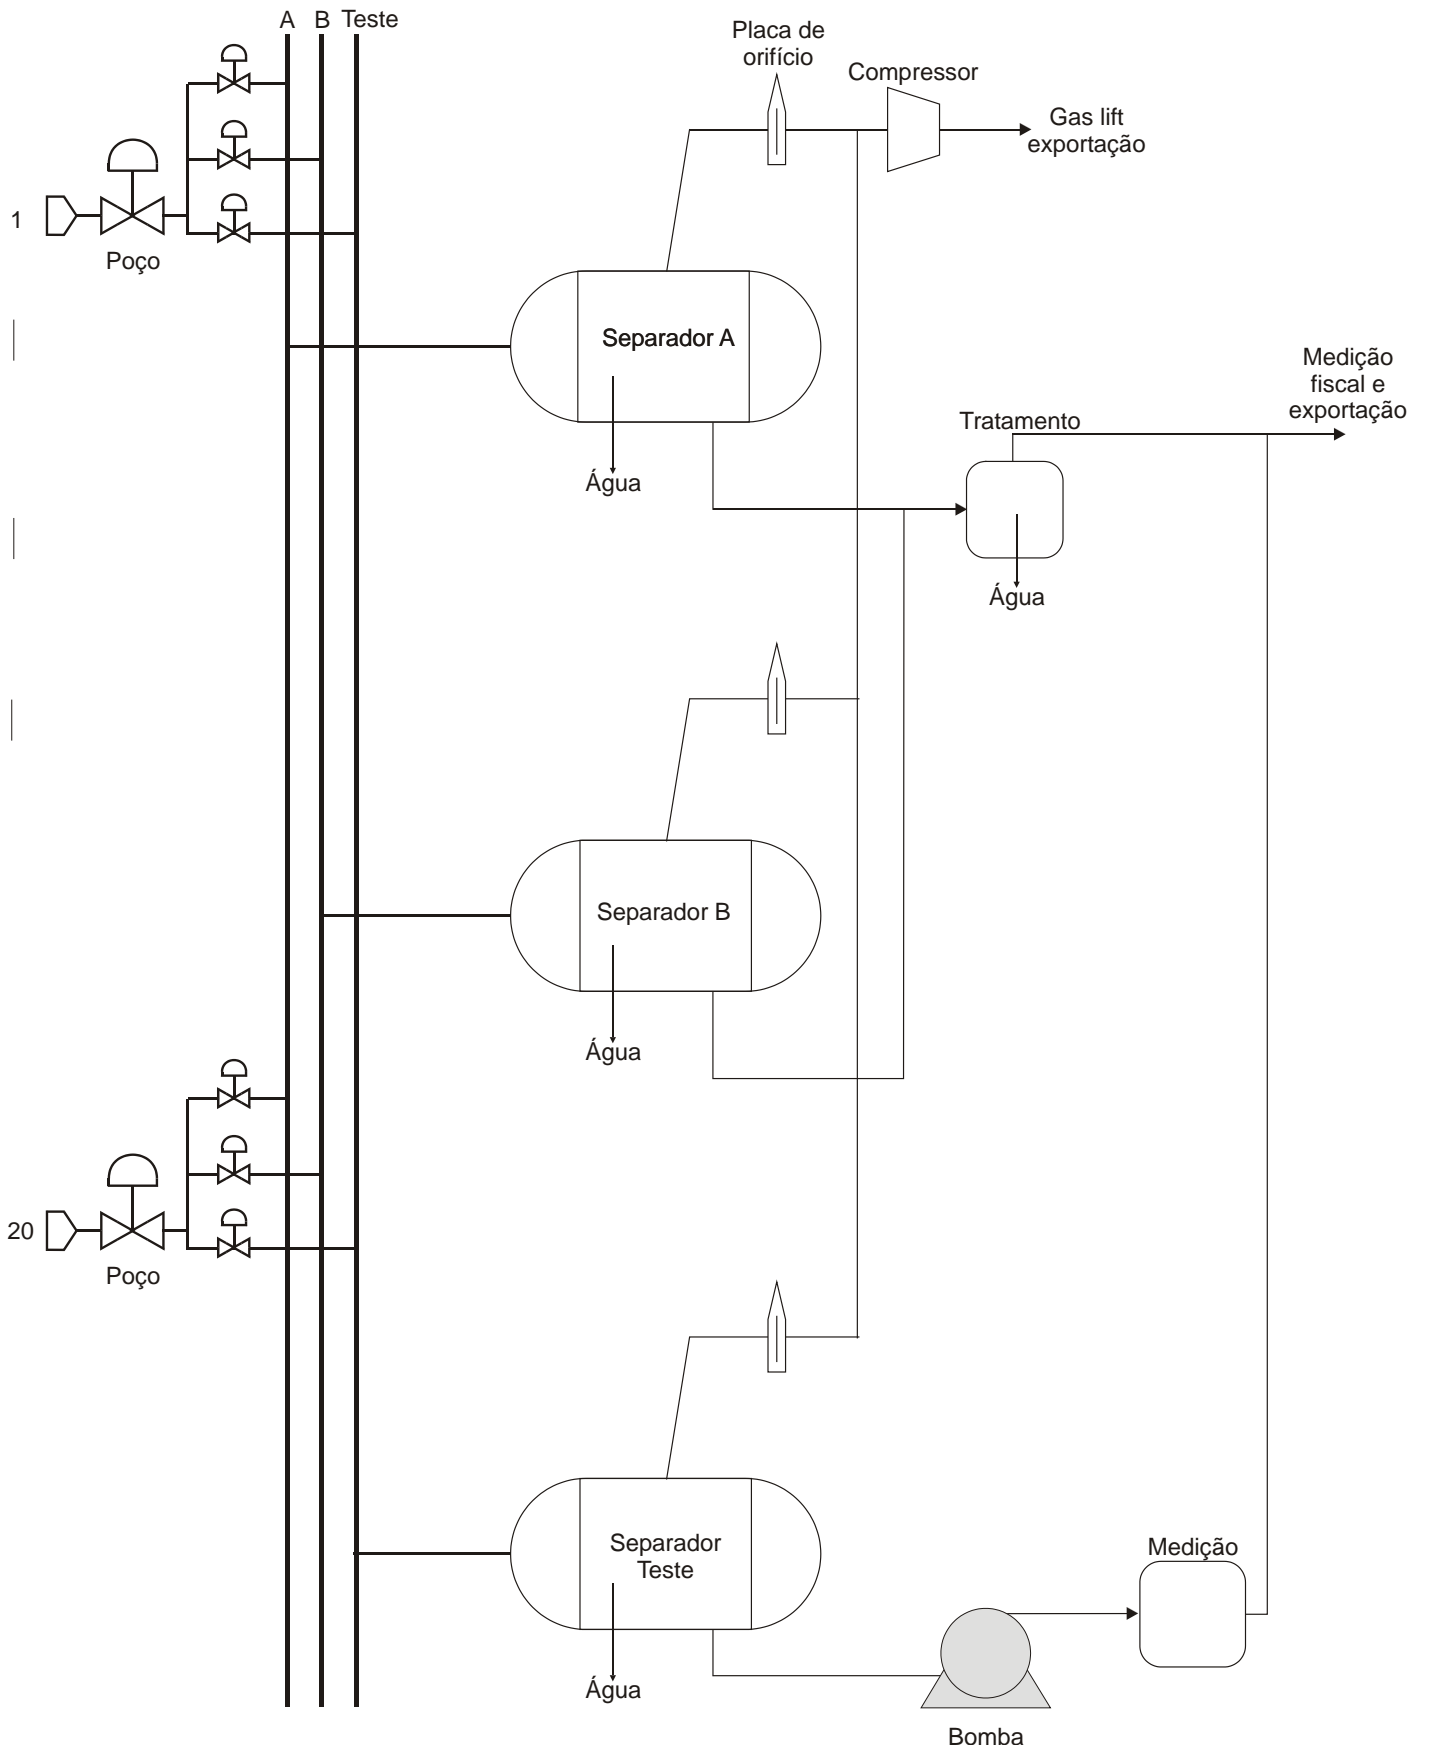 A B Teste
Placa de
orifício
Compressor
Gas lift
exportação
1
Poço
Separador A
Água
Medição
fiscal e
exportação
Tratamento
Água
Separador B
Água
20
Poço
Separador
Teste
Água
Medição
Bomba